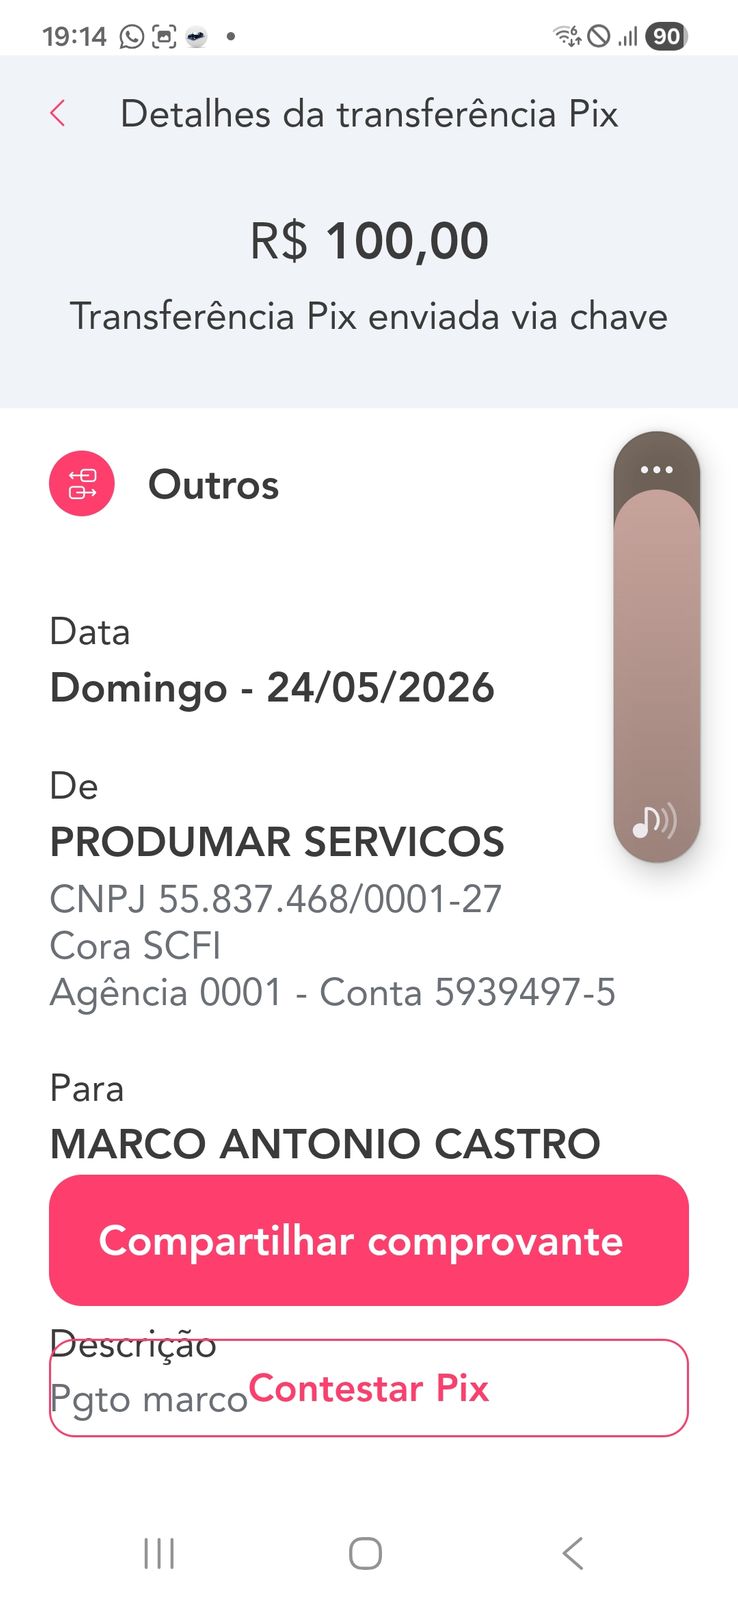 19:14
90
Detalhes da transferência Pix
R$ 100,00
Transferência Pix enviada via chave
Outros
Data
Domingo - 24/05/2026
De
PRODUMAR SERVICOS
CNPJ 55.837.468/0001-27
Cora SCFI
Agência 0001 - Conta 5939497-5
Para
MARCO ANTONIO CASTRO
Compartilhar comprovante
Descrição
Pgto marco
Contestar Pix